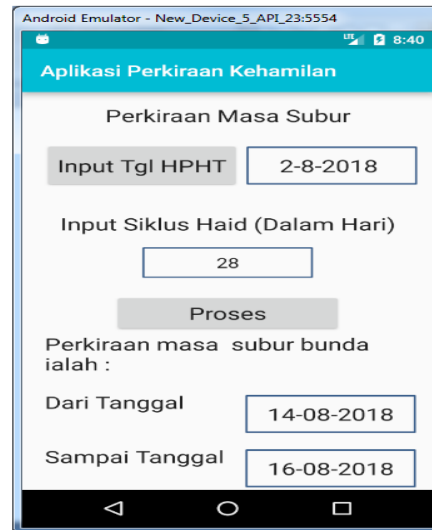 Android Emulator - New_Device_5_API_23:5554
LTE 8:40
Aplikasi Perkiraan Kehamilan
Perkiraan Masa Subur
Input Tgl HPHT 2-8-2018
Input Siklus Haid (Dalam Hari)
28
Proses
Perkiraan masa subur bunda
ialah :
Dari Tanggal 14-08-2018
Sampai Tanggal 16-08-2018